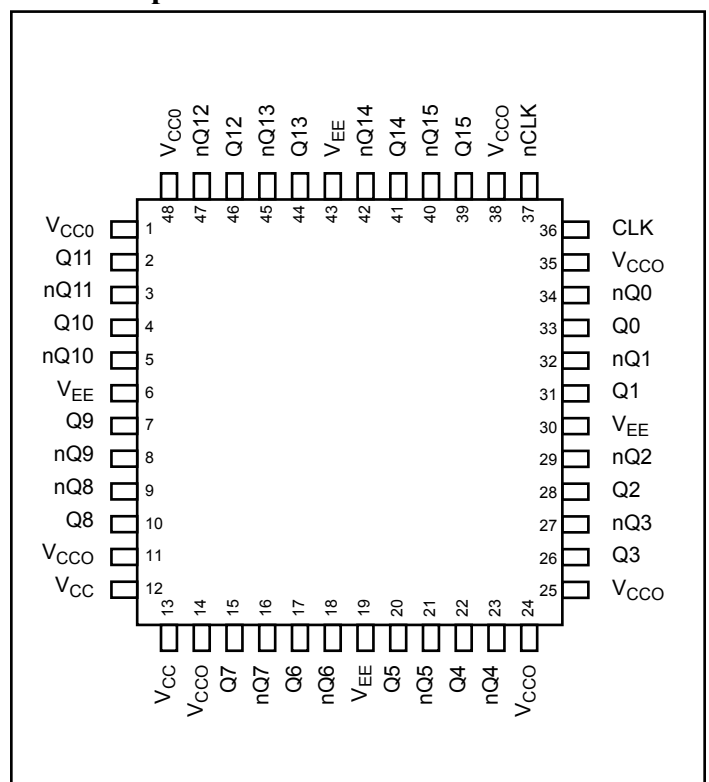 VCC0 nQ12 Q12 nQ13 Q13 VEE nQ14 Q14 nQ15 Q15 VCCO nCLK
48 47 46 45 44 43 42 41 40 39 38 37
VCC0 1 36 CLK
Q11 2 35 VCCO
nQ11 3 34 nQ0
Q10 4 33 Q0
nQ10 5 32 nQ1
VEE 6 31 Q1
Q9 7 30 VEE
nQ9 8 29 nQ2
nQ8 9 28 Q2
Q8 10 27 nQ3
VCCO 11 26 Q3
VCC 12 25 VCCO
13 14 15 16 17 18 19 20 21 22 23 24
VCC VCCO Q7 nQ7 Q6 nQ6 VEE Q5 nQ5 Q4 nQ4 VCCO